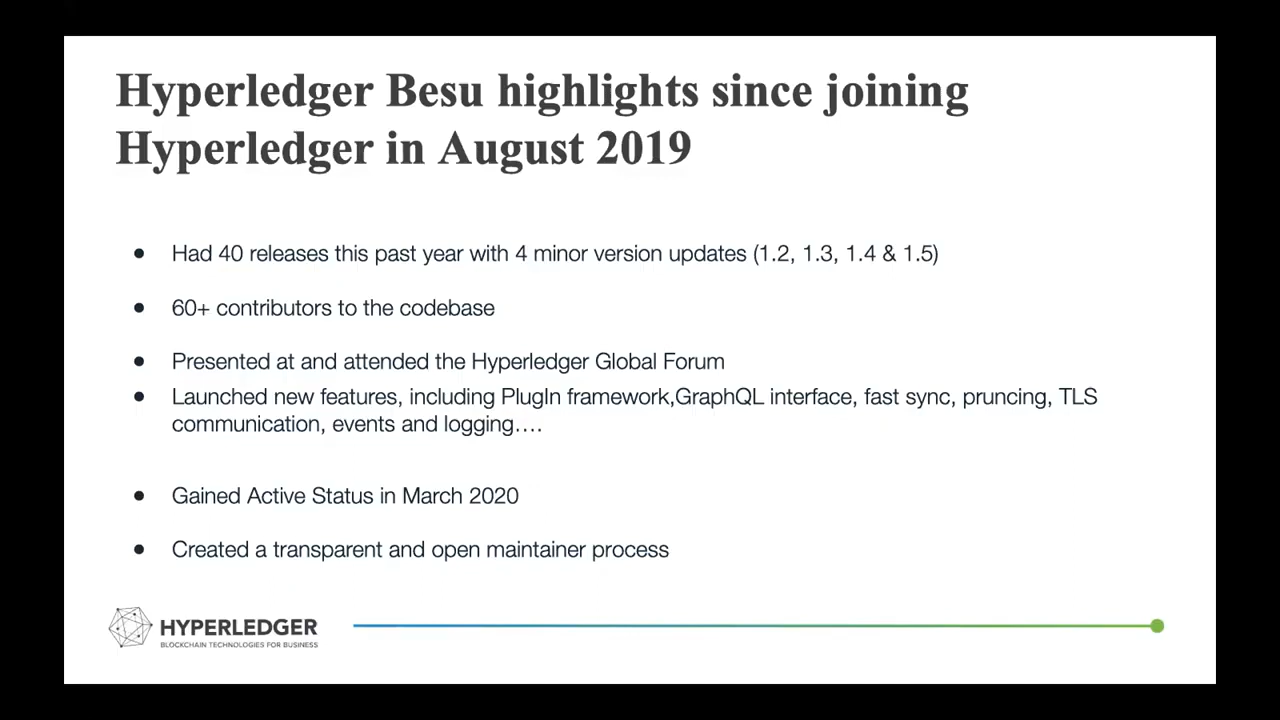 Hyperledger Besu highlights since joining
Hyperledger in August 2019
● Had 40 releases this past year with 4 minor version updates (1.2, 1.3, 1.4 & 1.5)
● 60+ contributors to the codebase
● Presented at and attended the Hyperledger Global Forum
● Launched new features, including PlugIn framework,GraphQL interface, fast sync, pruncing, TLS
communication, events and logging….
● Gained Active Status in March 2020
● Created a transparent and open maintainer process
HYPERLEDGER
BLOCKCHAIN TECHNOLOGIES FOR BUSINESS